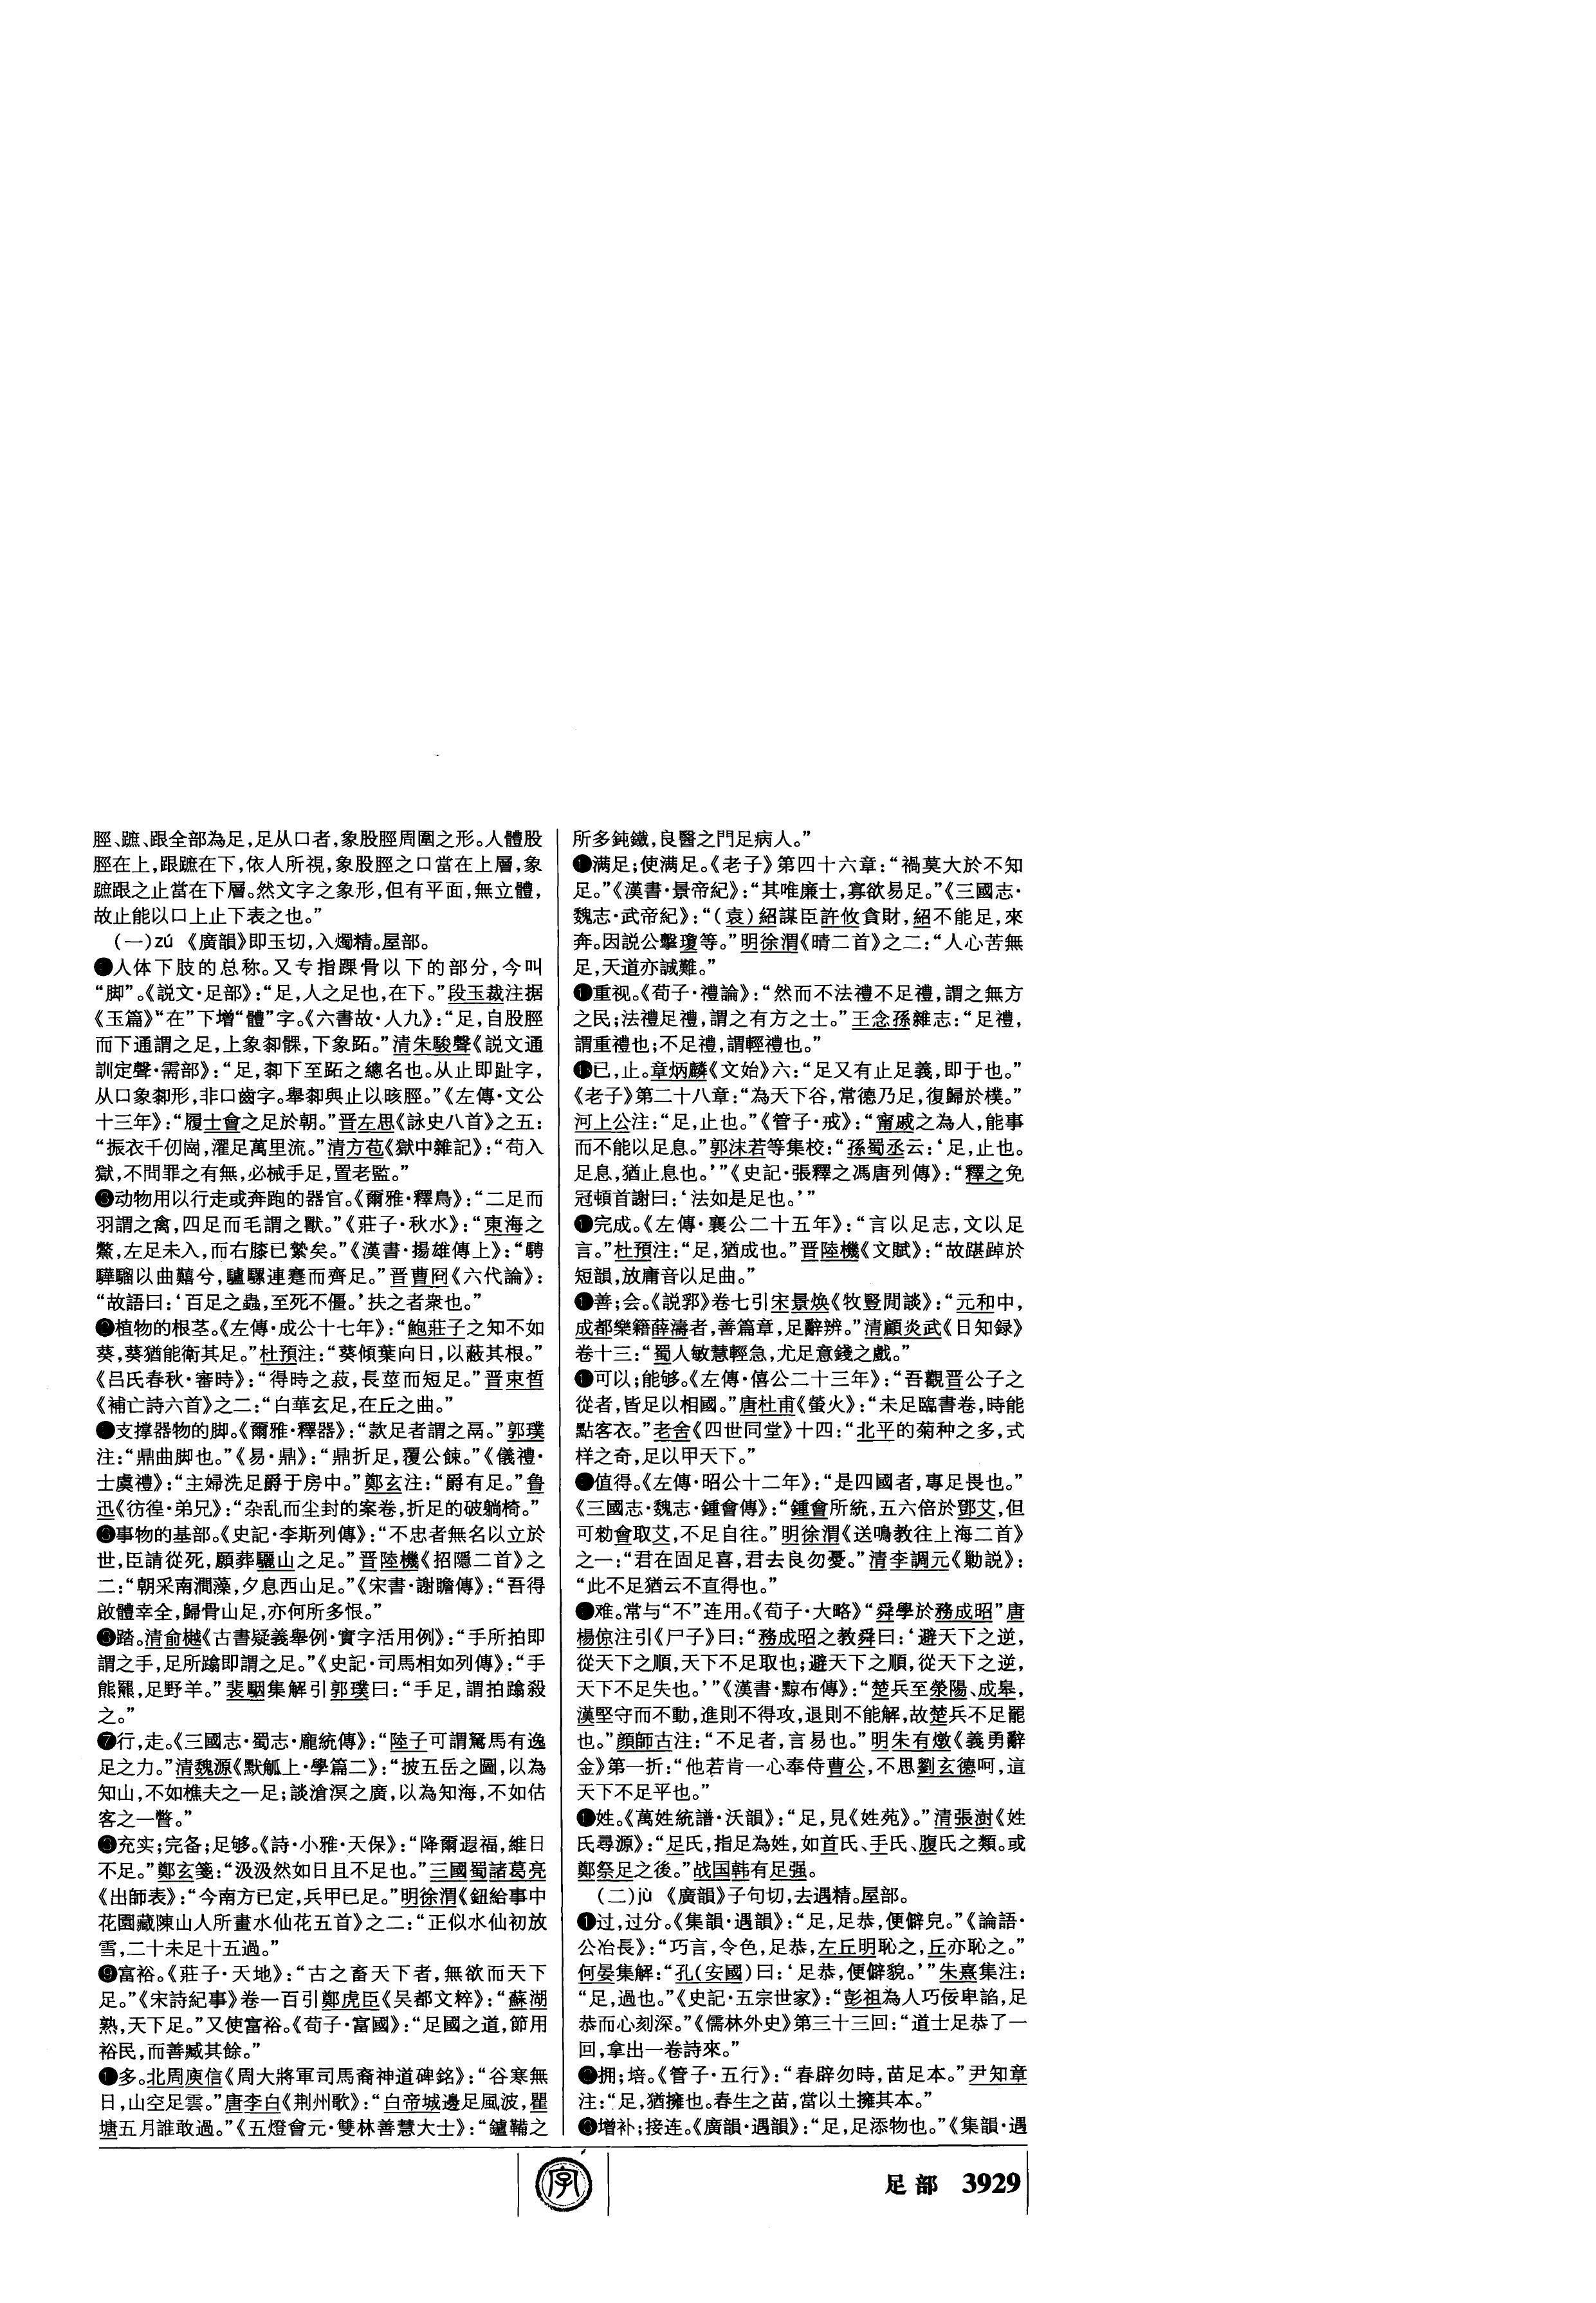 脛、蹠、跟全部為足，足从口者，象股脛周圍之形。人體股
脛在上，跟蹠在下，依人所視，象股脛之口當在上層，象
蹠跟之止當在下層。然文字之象形，但有平面，無立體，
故止能以口上止下表之也。”
（一）zú 《廣韻》即玉切，入燭精。屋部。
人体下肢的总称。又专指踝骨以下的部分，今叫
“脚”。《説文·足部》：“足，人之足也，在下。”段玉裁注据
《玉篇》“在”下增“體”字。《六書故·人九》：“足，自股脛
而下通謂之足，上象厀髁，下象跖。”清朱駿聲《説文通
訓定聲·需部》：“足，厀下至跖之總名也。从止即趾字，
从口象厀形，非口齒字。舉厀與止以晐脛。”《左傳·文公
十三年》：“履士會之足於朝。”晋左思《詠史八首》之五：
“振衣千仞崗，濯足萬里流。”清方苞《獄中雜記》：“苟入
獄，不問罪之有無，必械手足，置老監。”
动物用以行走或奔跑的器官。《爾雅·釋鳥》：“二足而
羽謂之禽，四足而毛謂之獸。”《莊子·秋水》：“東海之
鱉，左足未入，而右膝已縶矣。”《漢書·揚雄傳上》：“騁
驊騮以曲囏兮，驢騾連蹇而齊足。”晋曹冏《六代論》：
“故語曰：‘百足之蟲，至死不僵。’扶之者衆也。”
植物的根茎。《左傳·成公十七年》：“鮑莊子之知不如
葵，葵猶能衛其足。”杜預注：“葵傾葉向日，以蔽其根。”
《吕氏春秋·審時》：“得時之菽，長莖而短足。”晋束晳
《補亡詩六首》之二：“白華玄足，在丘之曲。”
支撑器物的脚。《爾雅·釋器》：“款足者謂之鬲。”郭璞
注：“鼎曲脚也。”《易·鼎》：“鼎折足，覆公餗。”《儀禮·
士虞禮》：“主婦洗足爵于房中。”鄭玄注：“爵有足。”鲁
迅《彷徨·弟兄》：“杂乱而尘封的案卷，折足的破躺椅。”
事物的基部。《史記·李斯列傳》：“不忠者無名以立於
世，臣請從死，願葬驪山之足。”晋陸機《招隱二首》之
二：“朝采南澗藻，夕息西山足。”《宋書·謝瞻傳》：“吾得
啟體幸全，歸骨山足，亦何所多恨。”
踏。清俞樾《古書疑義舉例·實字活用例》：“手所拍即
謂之手，足所蹹即謂之足。”《史記·司馬相如列傳》：“手
熊羆，足野羊。”裴駰集解引郭璞曰：“手足，謂拍蹹殺
之。”
❼行，走。《三國志·蜀志·龐統傳》：“陸子可謂駑馬有逸
足之力。”清魏源《默觚上·學篇二》：“披五岳之圖，以為
知山，不如樵夫之一足；談滄溟之廣，以為知海，不如估
客之一瞥。”
充实；完备；足够。《詩·小雅·天保》：“降爾遐福，維日
不足。”鄭玄箋：“汲汲然如日且不足也。”三國蜀諸葛亮
《出師表》：“今南方已定，兵甲已足。”明徐渭《鈕給事中
花園藏陳山人所畫水仙花五首》之二：“正似水仙初放
雪，二十未足十五過。”
❾富裕。《莊子·天地》：“古之畜天下者，無欲而天下
足。”《宋詩紀事》卷一百引鄭虎臣《吴都文粹》：“蘇湖
熟，天下足。”又使富裕。《荀子·富國》：“足國之道，節用
裕民，而善臧其餘。”
多。北周庾信《周大將軍司馬裔神道碑銘》：“谷寒無
日，山空足雲。”唐李白《荆州歌》：“白帝城邊足風波，瞿
塘五月誰敢過。”《五燈會元·雙林善慧大士》：“鑪鞴之
所多鈍鐵，良醫之門足病人。”
满足；使满足。《老子》第四十六章：“禍莫大於不知
足。”《漢書·景帝紀》：“其唯廉士，寡欲易足。”《三國志·
魏志·武帝紀》：“（袁）紹謀臣許攸貪財，紹不能足，來
奔。因説公擊瓊等。”明徐渭《晴二首》之二：“人心苦無
足，天道亦誠難。”
重视。《荀子·禮論》：“然而不法禮不足禮，謂之無方
之民；法禮足禮，謂之有方之士。”王念孫雜志：“足禮，
謂重禮也；不足禮，謂輕禮也。”
已，止。章炳麟《文始》六：“足又有止足義，即于也。”
《老子》第二十八章：“為天下谷，常德乃足，復歸於樸。”
河上公注：“足，止也。”《管子·戒》：“甯戚之為人，能事
而不能以足息。”郭沫若等集校：“孫蜀丞云：‘足，止也。
足息，猶止息也。’”《史記·張釋之馮唐列傳》：“釋之免
冠頓首謝曰：‘法如是足也。’”
完成。《左傳·襄公二十五年》：“言以足志，文以足
言。”杜預注：“足，猶成也。”晋陸機《文賦》：“故踸踔於
短韻，放庸音以足曲。”
善；会。《説郛》卷七引宋景焕《牧豎閒談》：“元和中，
成都樂籍薛濤者，善篇章，足辭辨。”清顧炎武《日知録》
卷十三：“蜀人敏慧輕急，尤足意錢之戲。”
可以；能够。《左傳·僖公二十三年》：“吾觀晋公子之
從者，皆足以相國。”唐杜甫《螢火》：“未足臨書卷，時能
點客衣。”老舍《四世同堂》十四：“北平的菊种之多，式
样之奇，足以甲天下。”
值得。《左傳·昭公十二年》：“是四國者，專足畏也。”
《三國志·魏志·鍾會傳》：“鍾會所統，五六倍於鄧艾，但
可勑會取艾，不足自往。”明徐渭《送鳴教往上海二首》
之一：“君在固足喜，君去良勿憂。”清李調元《勦説》：
“此不足猶云不直得也。”
难。常与“不”连用。《荀子·大略》“舜學於務成昭”唐
楊倞注引《尸子》曰：“務成昭之教舜曰：‘避天下之逆，
從天下之順，天下不足取也；避天下之順，從天下之逆，
天下不足失也。’”《漢書·黥布傳》：“楚兵至滎陽、成皋，
漢堅守而不動，進則不得攻，退則不能解，故楚兵不足罷
也。”顔師古注：“不足者，言易也。”明朱有燉《義勇辭
金》第一折：“他若肯一心奉侍曹公，不思劉玄德呵，這
天下不足平也。”
姓。《萬姓統譜·沃韻》：“足，見《姓苑》。”清張澍《姓
氏尋源》：“足氏，指足為姓，如首氏、手氏、腹氏之類。或
鄭祭足之後。”战国韩有足强。
（二）jù 《廣韻》子句切，去遇精。屋部。
❶过，过分。《集韻·遇韻》：“足，足恭，便僻皃。”《論語·
公冶長》：“巧言，令色，足恭，左丘明恥之，丘亦恥之。”
何晏集解：“孔（安國）曰：‘足恭，便僻貌。’”朱熹集注：
“足，過也。”《史記·五宗世家》：“彭祖為人巧佞卑諂，足
恭而心刻深。”《儒林外史》第三十三回：“道士足恭了一
回，拿出一卷詩來。”
❷拥；培。《管子·五行》：“春辟勿時，苗足本。”尹知章
注：“足，猶擁也。春生之苗，當以土擁其本。”
❸增补；接连。《廣韻·遇韻》：“足，足添物也。”《集韻·遇
字
足部 3929